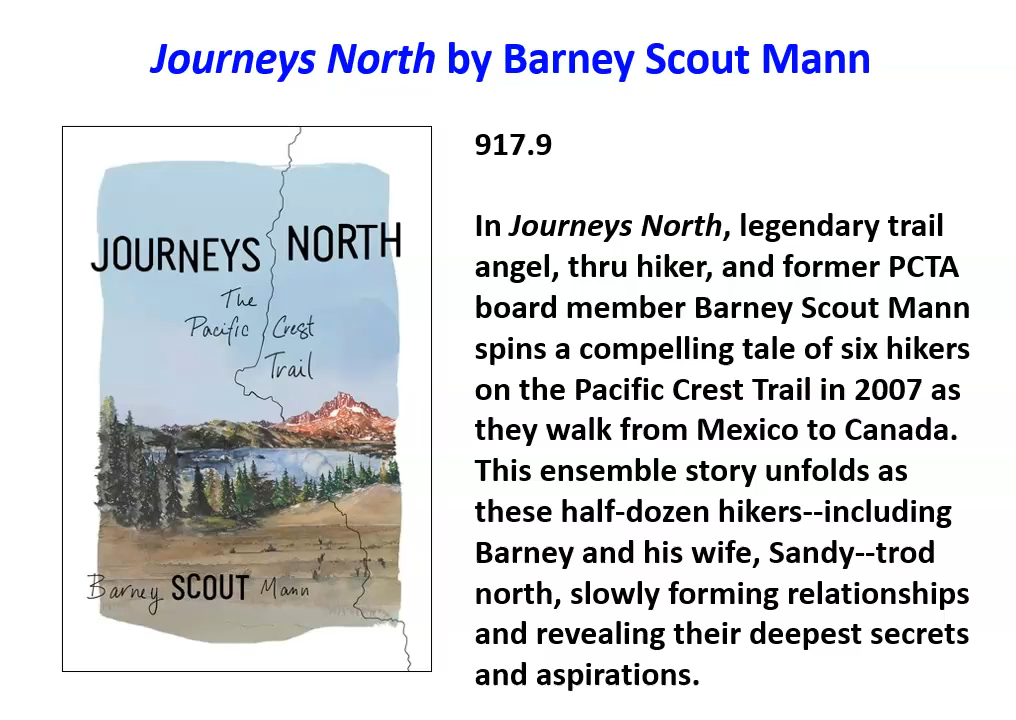 Journeys North by Barney Scout Mann
JOURNEYS NORTH
The
Pacific Crest
Trail
Barney SCOUT Mann
917.9
In Journeys North, legendary trail
angel, thru hiker, and former PCTA
board member Barney Scout Mann
spins a compelling tale of six hikers
on the Pacific Crest Trail in 2007 as
they walk from Mexico to Canada.
This ensemble story unfolds as
these half-dozen hikers--including
Barney and his wife, Sandy--trod
north, slowly forming relationships
and revealing their deepest secrets
and aspirations.